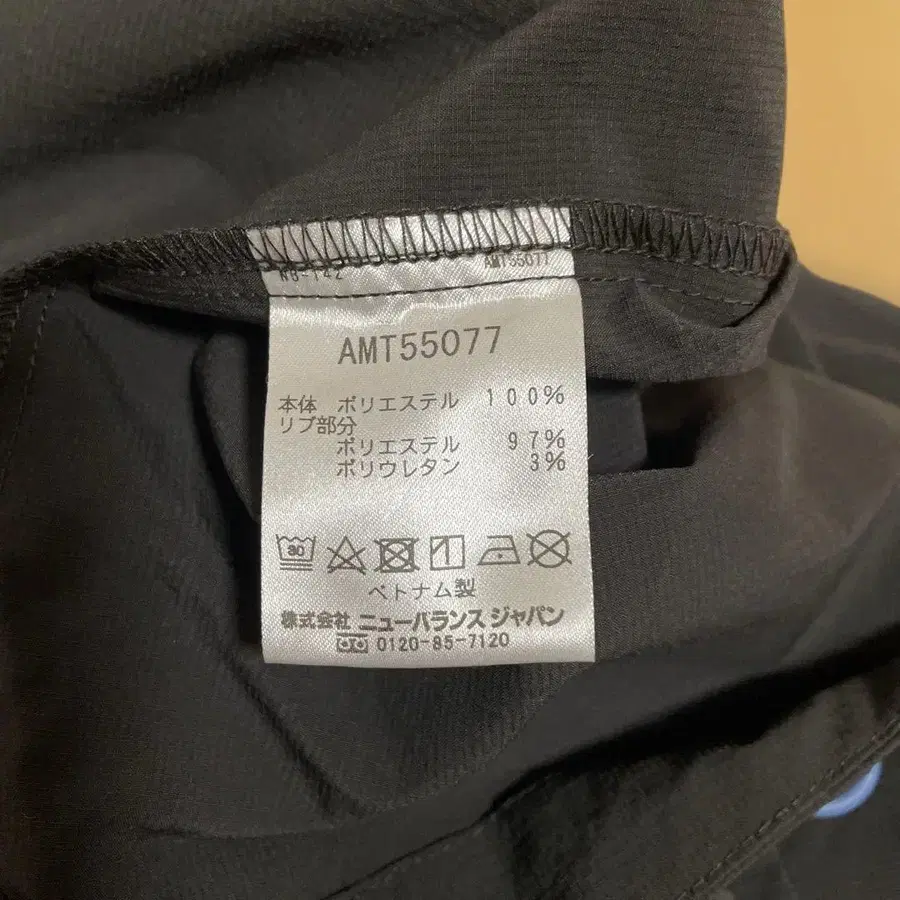 AMT55077
AMT55077
本体 ポリエステル 100%
リブ部分
ポリエステル 97%
ポリウレタン 3%
30
ベトナム製
株式会社 ニューバランス ジャパン
0120-85-7120